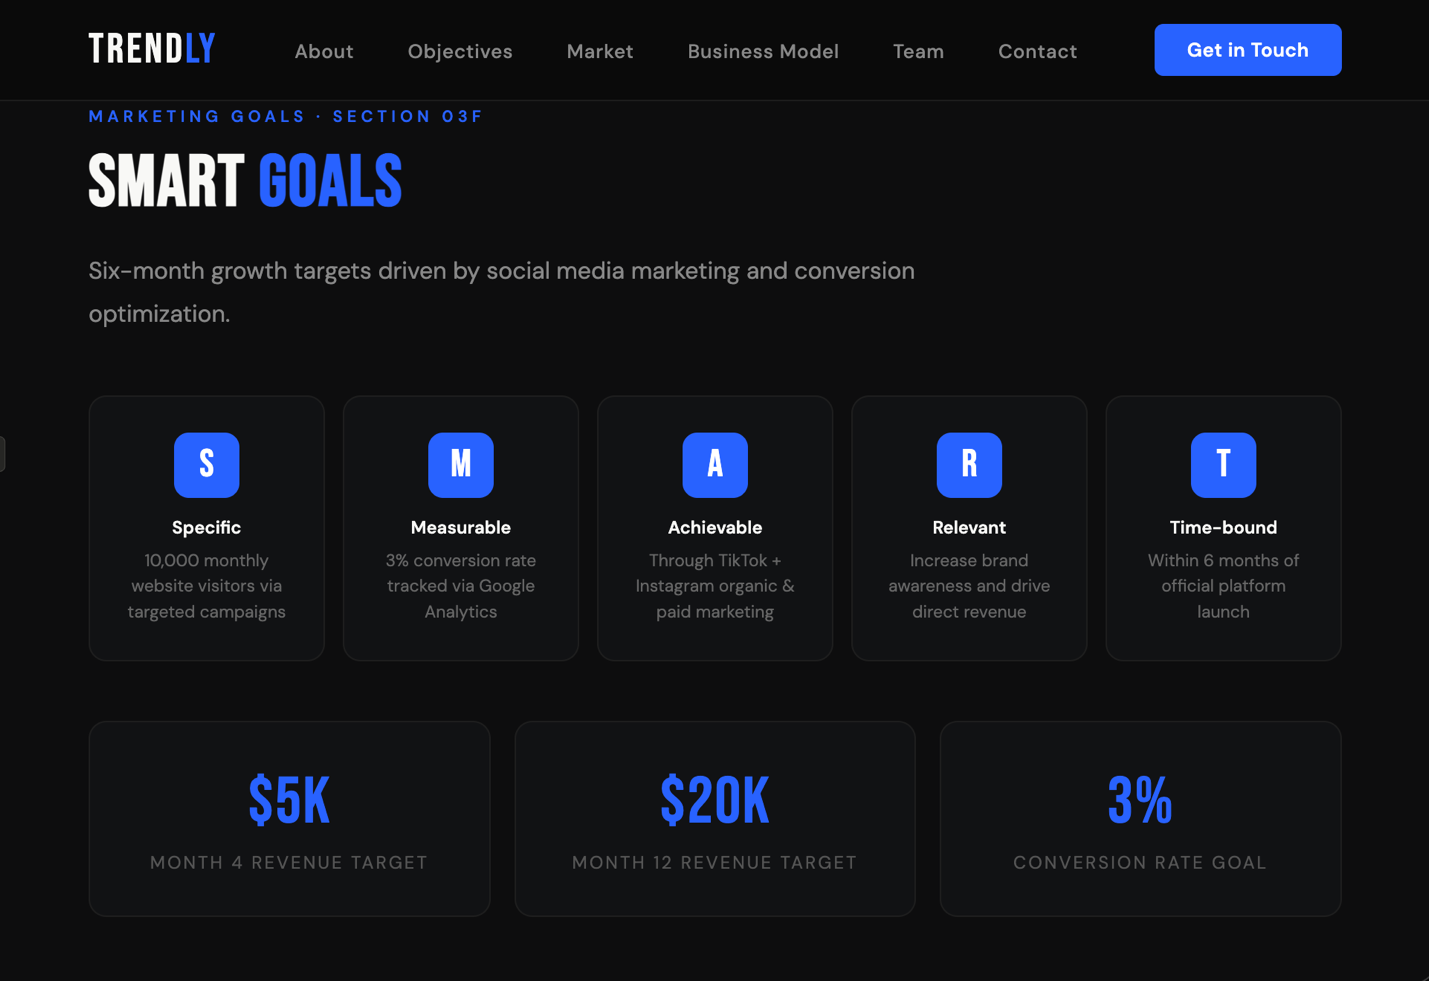 TRENDLY
About
Objectives
Market
Business Model
Team
Contact
Get in Touch
MARKETING GOALS · SECTION 03F
SMART GOALS
Six-month growth targets driven by social media marketing and conversion
optimization.
S
Specific
10,000 monthly
website visitors via
targeted campaigns
M
Measurable
3% conversion rate
tracked via Google
Analytics
A
Achievable
Through TikTok +
Instagram organic &
paid marketing
R
Relevant
Increase brand
awareness and drive
direct revenue
T
Time-bound
Within 6 months of
official platform
launch
$5K
MONTH 4 REVENUE TARGET
$20K
MONTH 12 REVENUE TARGET
3%
CONVERSION RATE GOAL